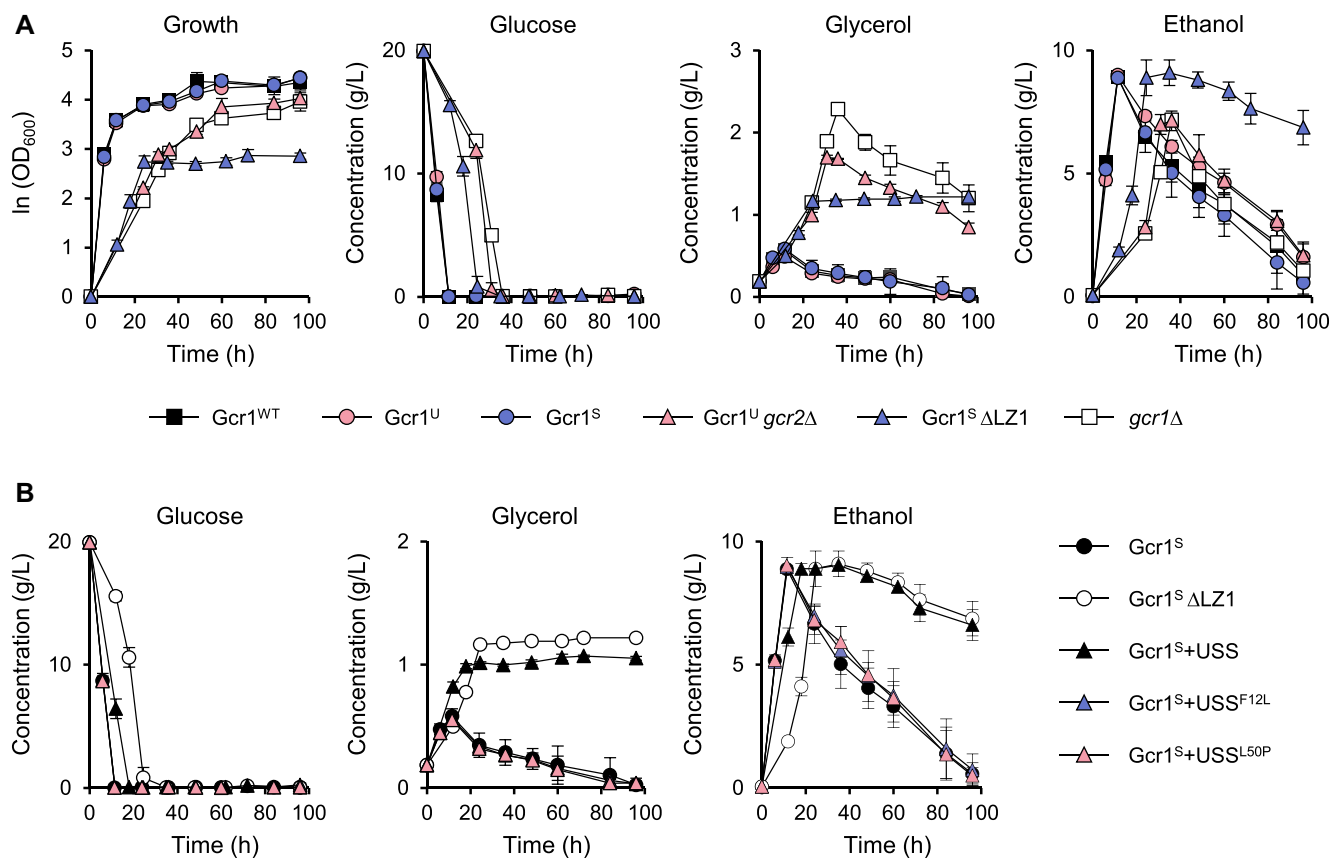 A
Growth
Glucose
Glycerol
Ethanol
ln (OD600)
5
4
3
2
1
0
0 20 40 60 80 100
Time (h)
Concentration (g/L)
20
10
0
0 20 40 60 80 100
Time (h)
Concentration (g/L)
3
2
1
0
0 20 40 60 80 100
Time (h)
Concentration (g/L)
10
5
0
0 20 40 60 80 100
Time (h)
Gcr1WT
Gcr1U
Gcr1S
Gcr1U gcr2Δ
Gcr1S ΔLZ1
gcr1Δ
B
Glucose
Glycerol
Ethanol
Concentration (g/L)
20
10
0
0 20 40 60 80 100
Time (h)
Concentration (g/L)
2
1
0
0 20 40 60 80 100
Time (h)
Concentration (g/L)
10
5
0
0 20 40 60 80 100
Time (h)
Gcr1S
Gcr1S ΔLZ1
Gcr1S+USS
Gcr1S+USSF12L
Gcr1S+USSL50P